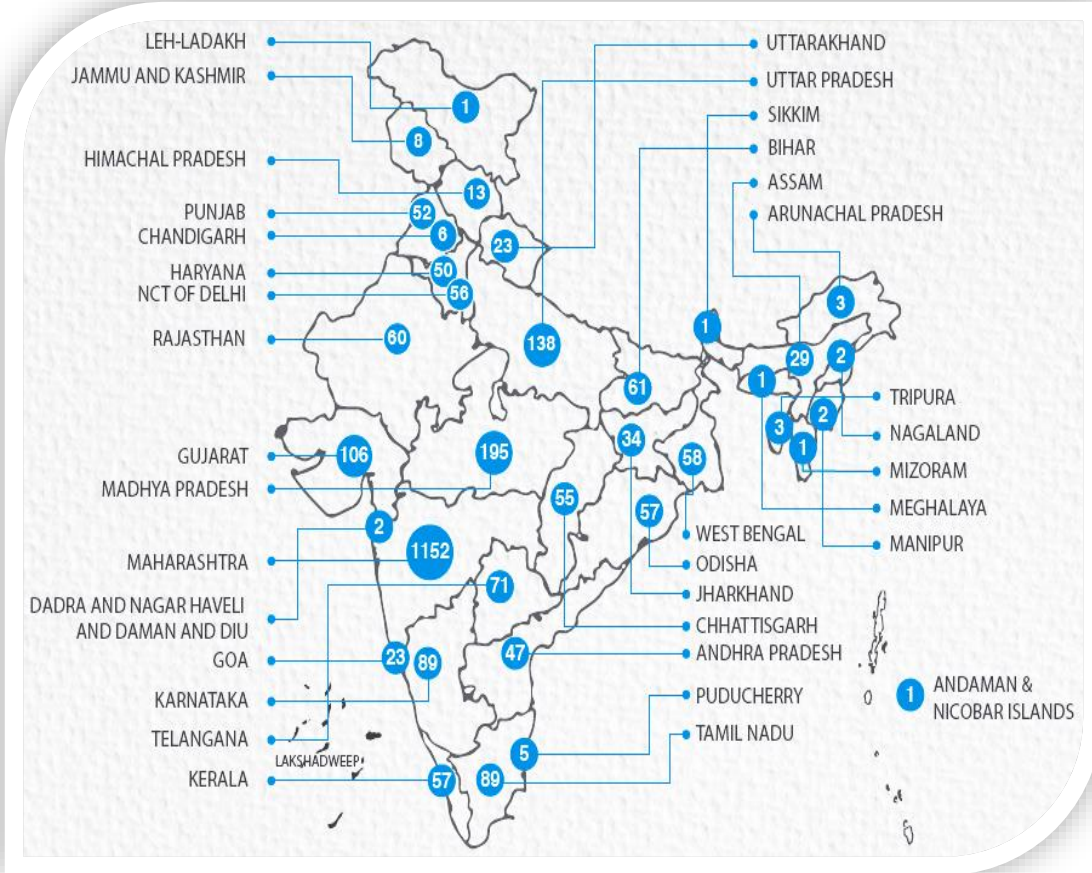 LEH-LADAKH
JAMMU AND KASHMIR
HIMACHAL PRADESH
PUNJAB
CHANDIGARH
HARYANA
NCT OF DELHI
RAJASTHAN
GUJARAT
MADHYA PRADESH
MAHARASHTRA
DADRA AND NAGAR HAVELI
AND DAMAN AND DIU
GOA
KARNATAKA
TELANGANA
LAKSHADWEEP
KERALA
1
8
13
52
6
23
50
56
60
138
1
3
29
2
61
1
2
3
1
34
106
195
58
55
57
2
1152
71
23
89
47
5
57
89
UTTARAKHAND
UTTAR PRADESH
SIKKIM
BIHAR
ASSAM
ARUNACHAL PRADESH
TRIPURA
NAGALAND
MIZORAM
MEGHALAYA
MANIPUR
WEST BENGAL
ODISHA
JHARKHAND
CHHATTISGARH
ANDHRA PRADESH
PUDUCHERRY
TAMIL NADU
1
ANDAMAN &
NICOBAR ISLANDS